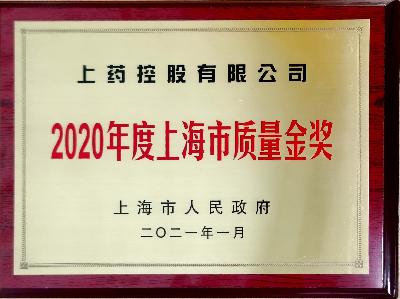 上药控股有限公司
2020年度上海市质量金奖
上海市人民政府
二〇二一年一月